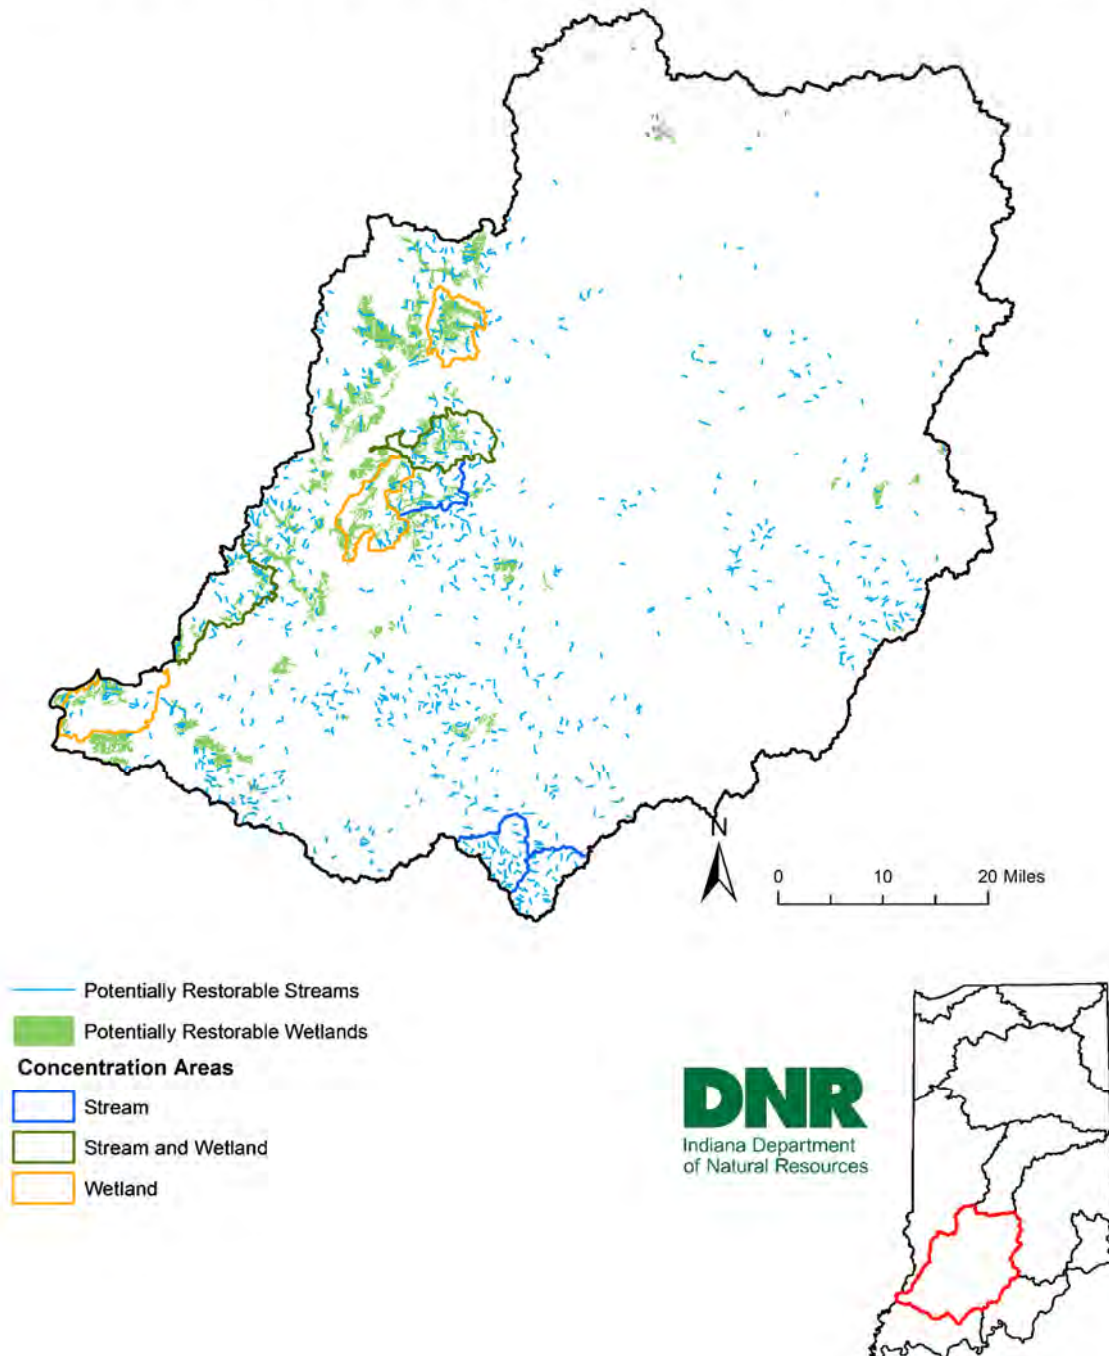 N
0 10 20 Miles
Potentially Restorable Streams
Potentially Restorable Wetlands
Concentration Areas
Stream
Stream and Wetland
Wetland
DNR
Indiana Department
of Natural Resources